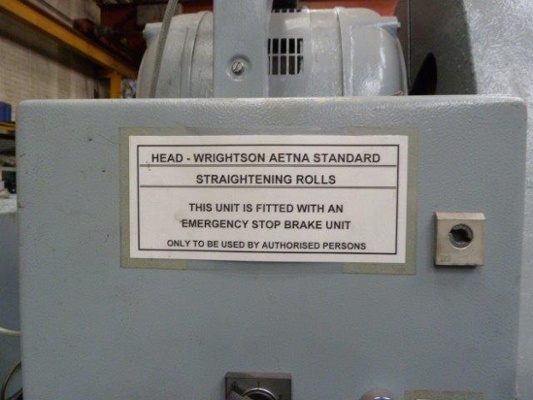 HEAD - WRIGHTSON AETNA STANDARD
STRAIGHTENING ROLLS
THIS UNIT IS FITTED WITH AN
EMERGENCY STOP BRAKE UNIT
ONLY TO BE USED BY AUTHORISED PERSONS